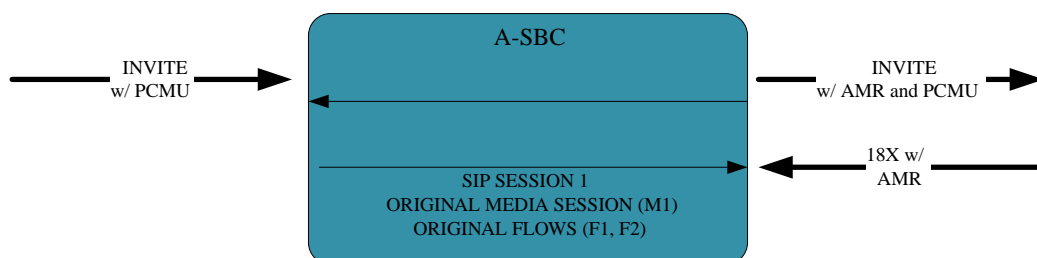 A-SBC
INVITE
w/ PCMU
INVITE
w/ AMR and PCMU
18X w/
AMR
SIP SESSION 1
ORIGINAL MEDIA SESSION (M1)
ORIGINAL FLOWS (F1, F2)